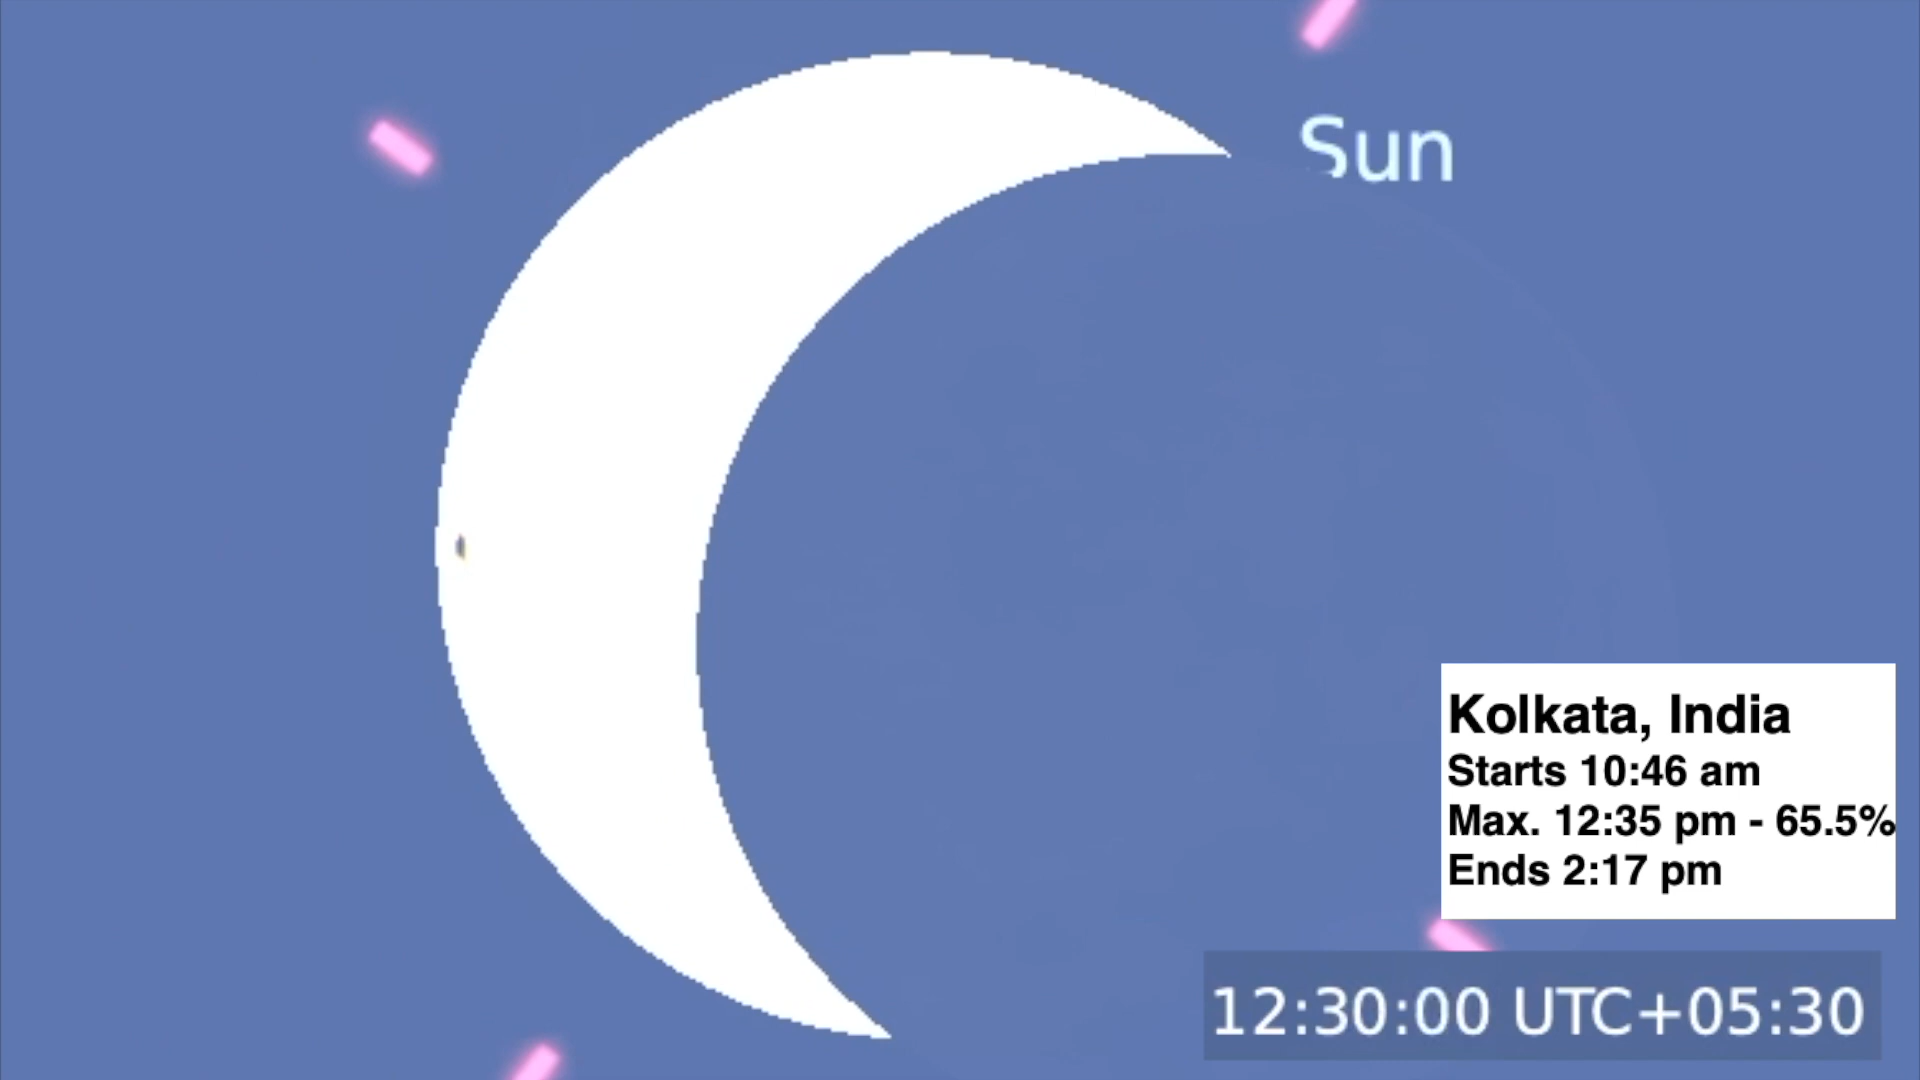 Sun
Kolkata, India
Starts 10:46 am
Max. 12:35 pm - 65.5%
Ends 2:17 pm
12:30:00 UTC+05:30